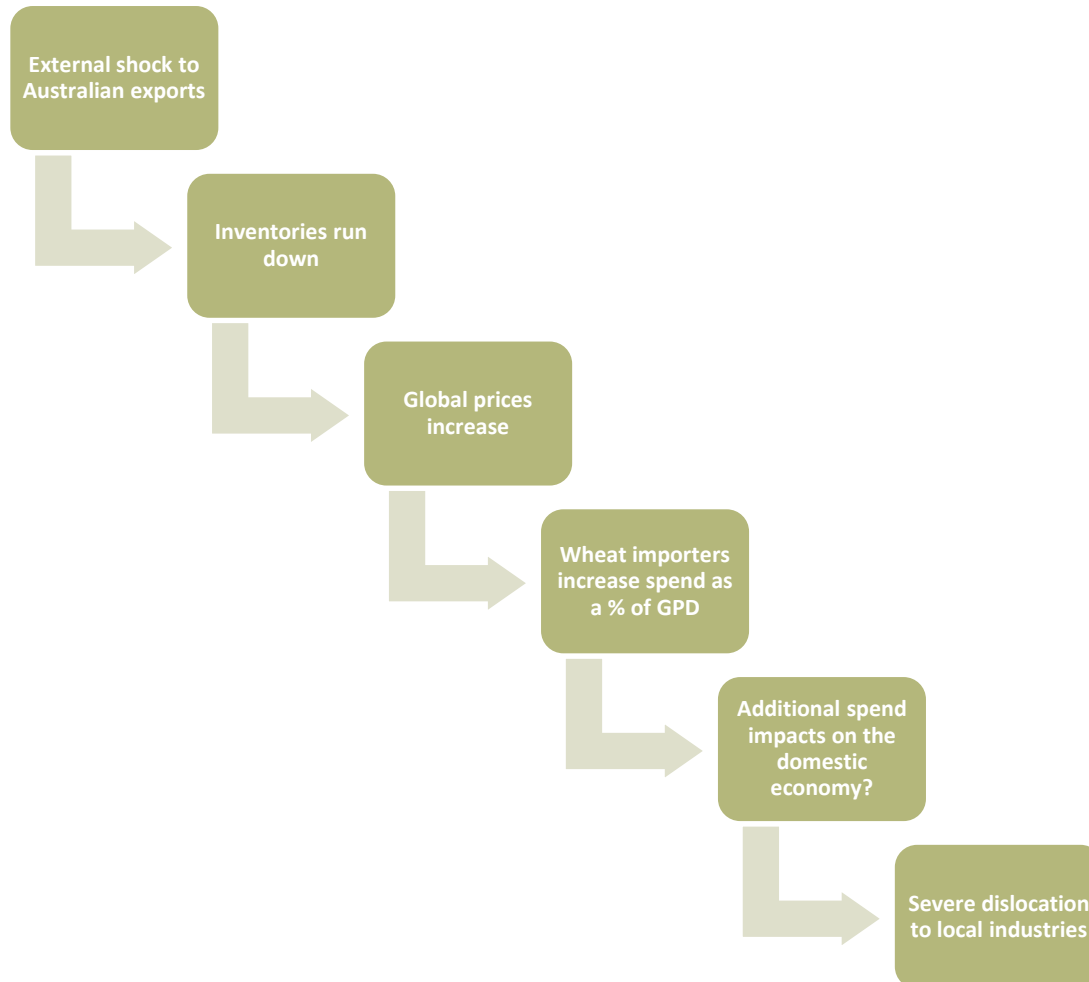 External shock to
Australian exports
Inventories run
down
Global prices
increase
Wheat importers
increase spend as
a % of GPD
Additional spend
impacts on the
domestic
economy?
Severe dislocation
to local industries